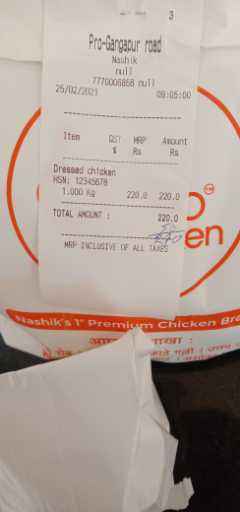 3
Pro-Gangapur road
Nashik
null
7770006858 null
25/02/2021 09:05:00
Item QST MRP Amount
% Rs Rs
Dressed chicken
HSN: 12345678
1.000 Kg 220.0 220.0
TOTAL AMOUNT : 220.0
MRP INCLUSIVE OF ALL TAXES
en
Nashik's 1st Premium Chicken